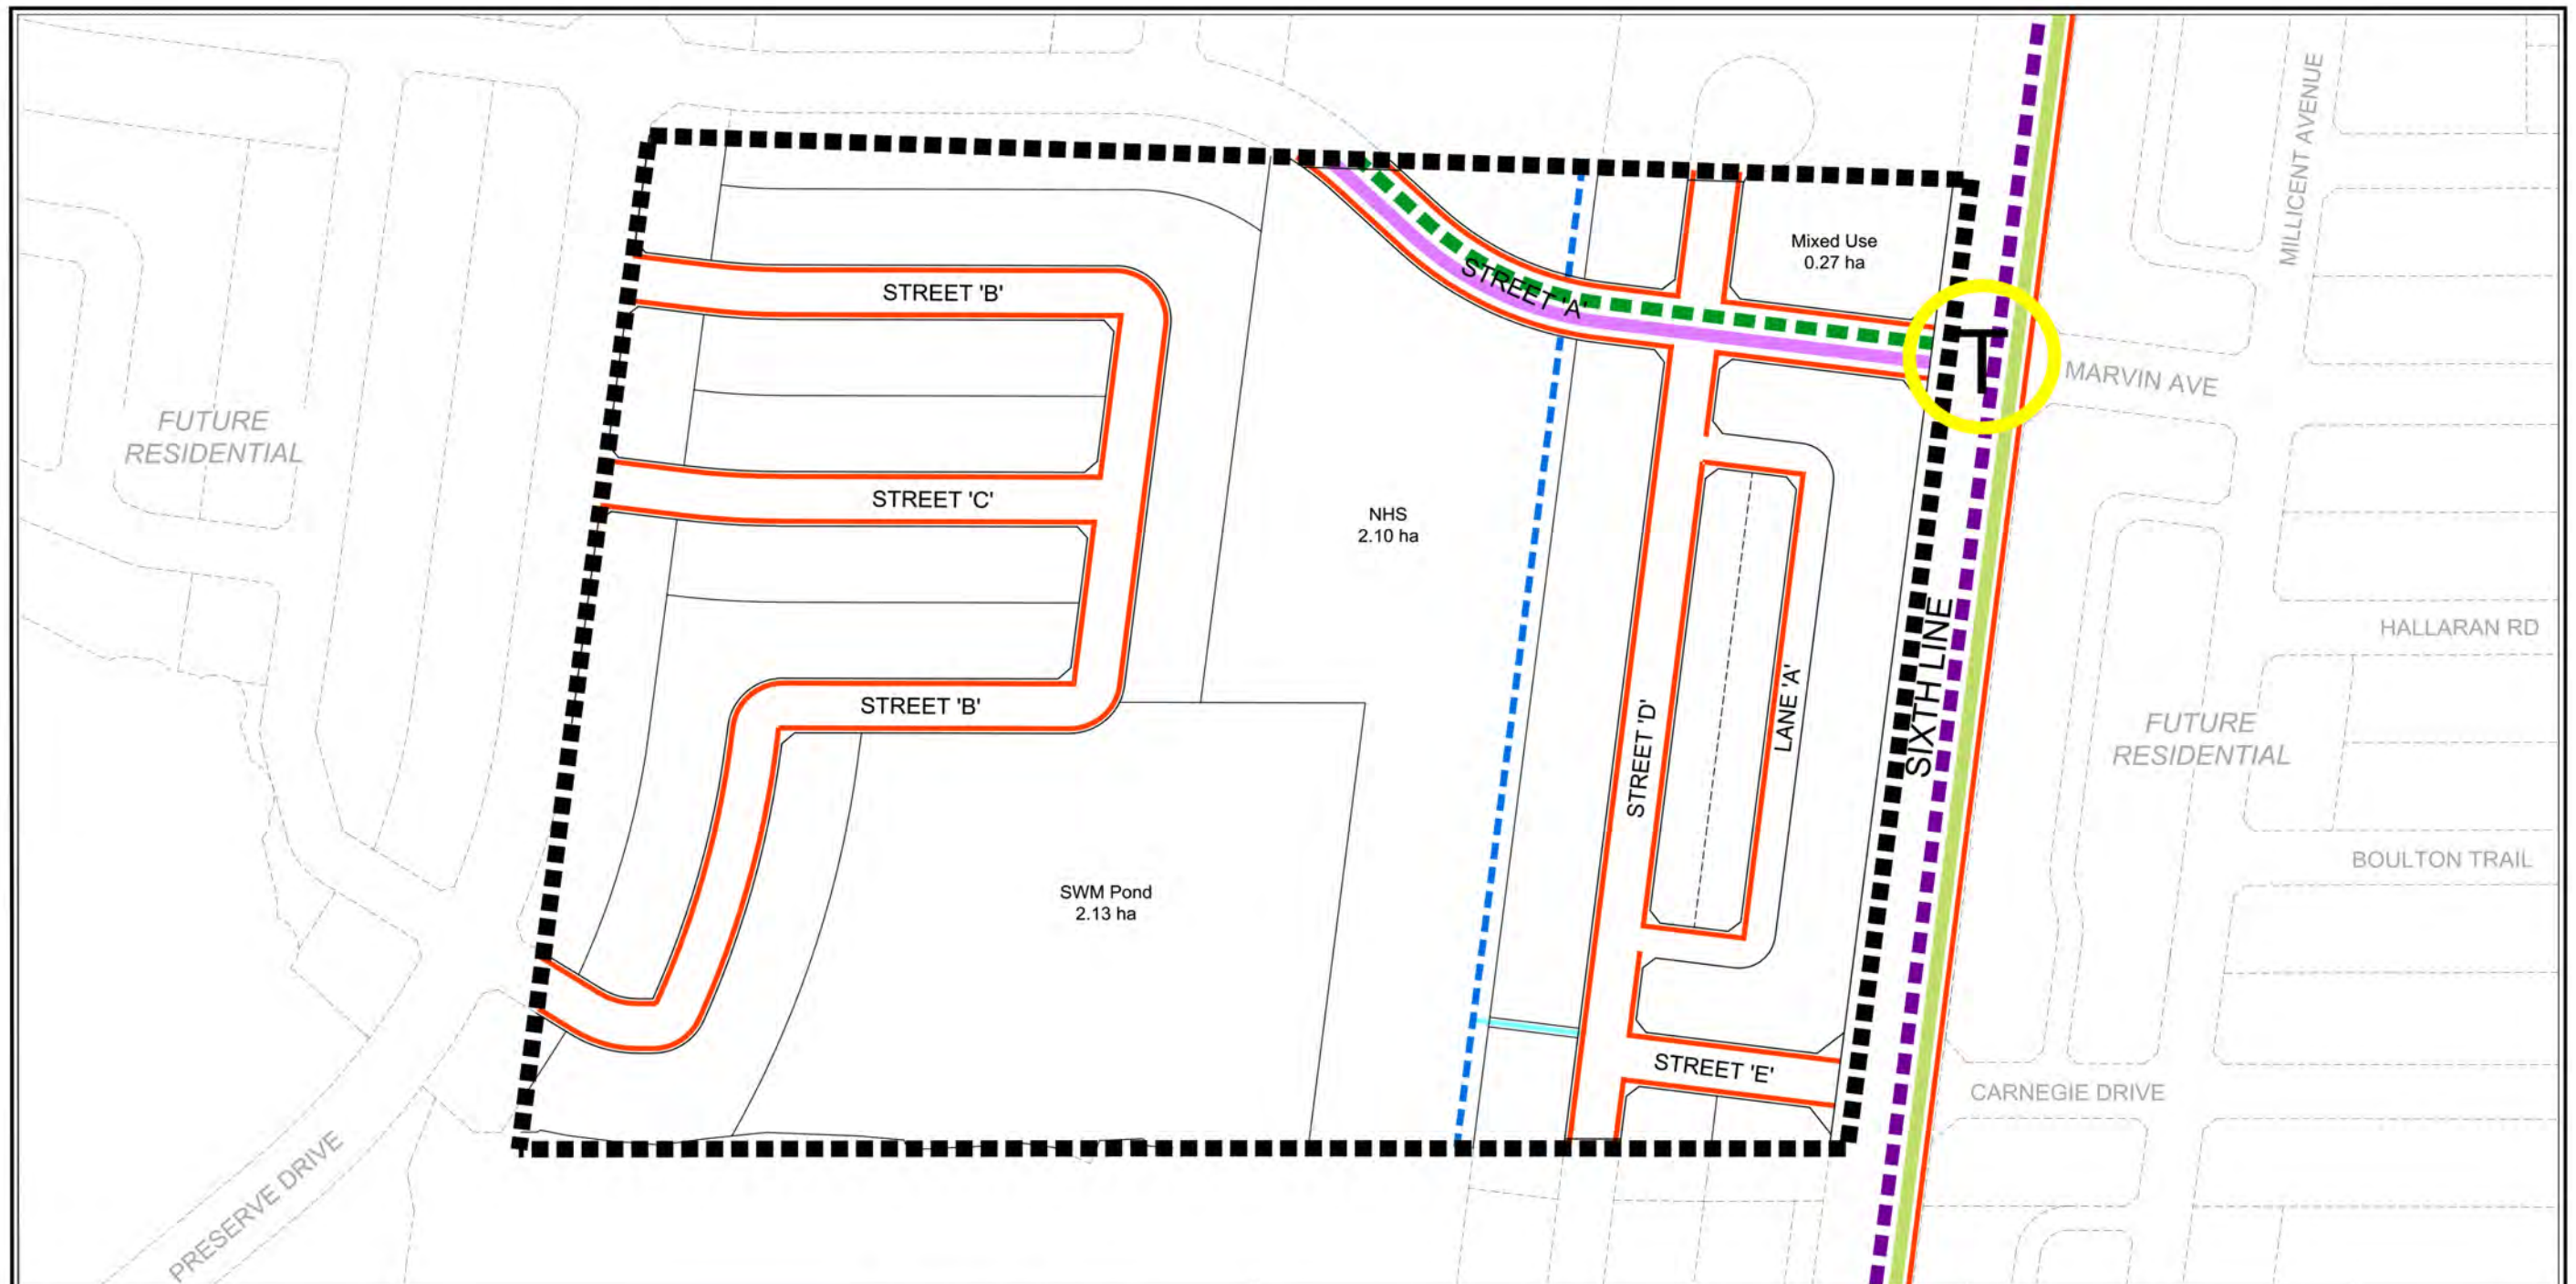 MILLICENT AVENUE
Mixed Use
0.27 ha
STREET 'B'
STREET 'A'
T
MARVIN AVE
FUTURE
RESIDENTIAL
STREET 'C'
NHS
2.10 ha
HALLARAN RD
SIXTH LINE
STREET 'B'
LANE 'A'
STREET 'D'
FUTURE
RESIDENTIAL
BOULTON TRAIL
SWM Pond
2.13 ha
STREET 'E'
CARNEGIE DRIVE
PRESERVE DRIVE